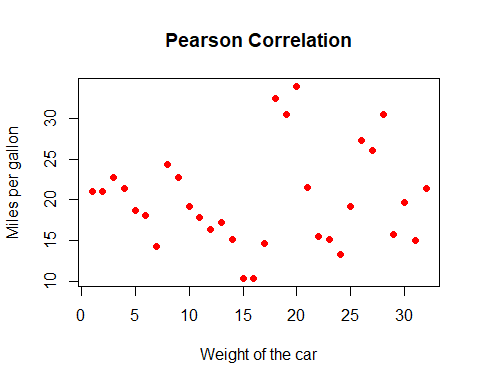 Pearson Correlation
Miles per gallon
30
25
20
15
10
0 5 10 15 20 25 30
Weight of the car